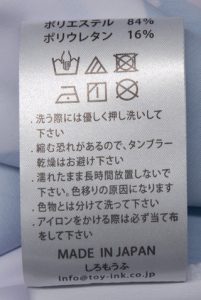 ポリエステル 84%
ポリウレタン 16%
.洗う際には優しく押し洗いして
下さい
.縮む恐れがあるので、タンブラー
乾燥はお避け下さい
.濡れたまま長時間放置しないで
下さい。色移りの原因になります
.色物とは分けて洗って下さい
.アイロンをかける際は必ず当て布
をして下さい
MADE IN JAPAN
しろもうふ
info@toy-ink.co.jp